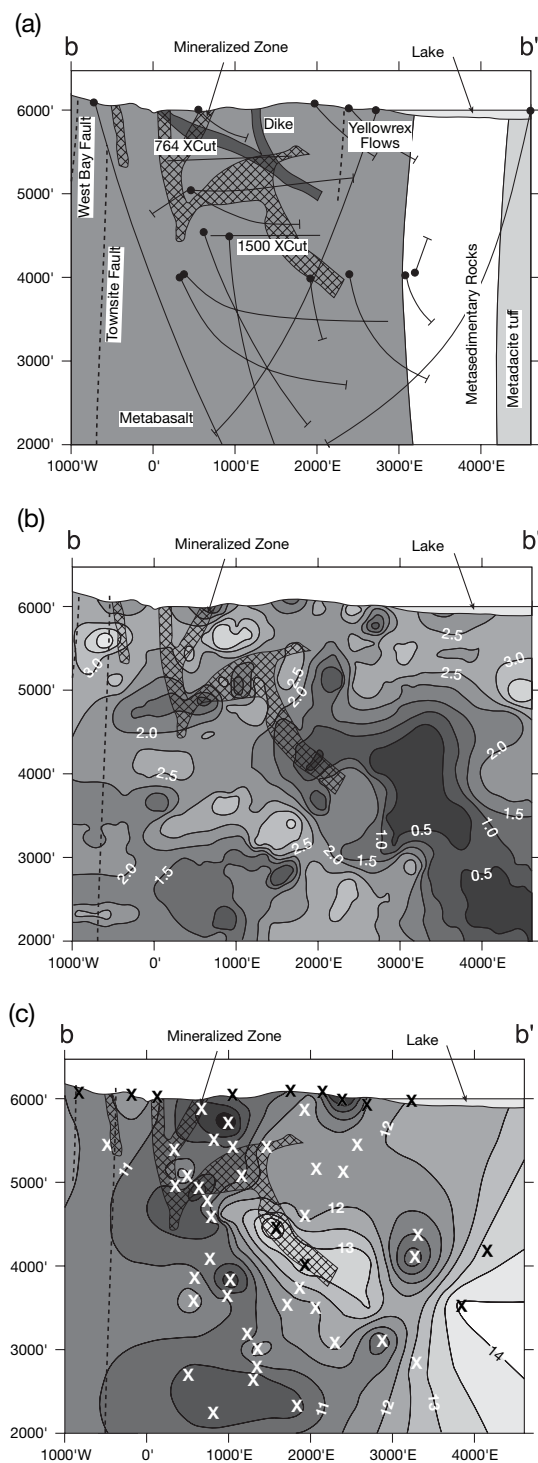 (a)
b
Mineralized Zone
Lake
b'
6000'
5000'
4000'
3000'
2000'
West Bay Fault
Townsite Fault
764 XCut
Dike
Yellowrex
Flows
1500 XCut
Metabasalt
Metasedimentary Rocks
Metadacite tuff
1000'W 0' 1000'E 2000'E 3000'E 4000'E
(b)
b
Mineralized Zone
Lake
b'
6000'
5000'
4000'
3000'
2000'
3.0
2.5
3.0
2.5
2.5
2.0
2.0
2.0
2.5
1.5
1.0
0.5
1.0
2.5
2.0
1.5
0.5
2.0
1.5
1000'W 0' 1000'E 2000'E 3000'E 4000'E
(c)
b
Mineralized Zone
Lake
b'
6000'
5000'
4000'
3000'
2000'
X X X X X X X X X
X X X X X X X X X X X X X X X X X X X X X X X X X X X X X X X X X X X X X X X X
11
12
12
13
14
11
12
13
1000'W 0' 1000'E 2000'E 3000'E 4000'E